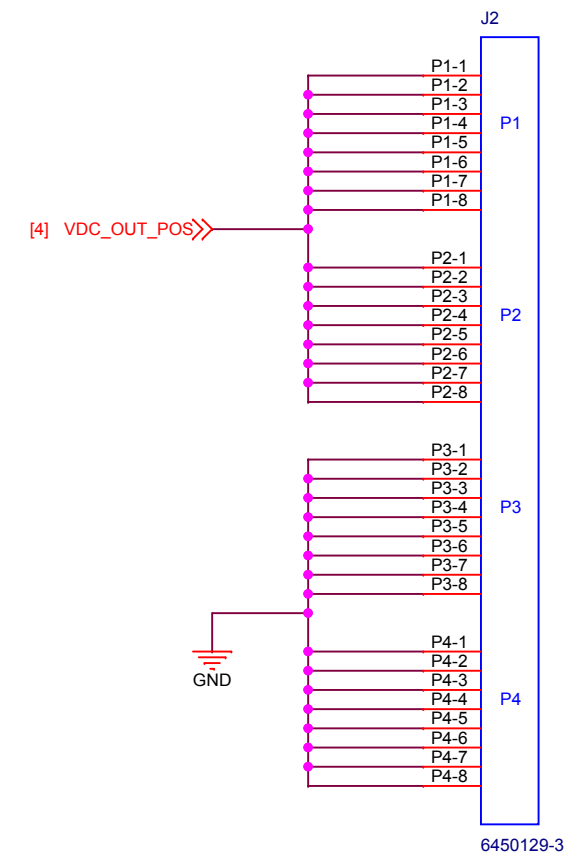 J2
P1-1
P1-2
P1-3
P1-4
P1-5
P1-6
P1-7
P1-8
P1
[4] VDC_OUT_POS
P2-1
P2-2
P2-3
P2-4
P2-5
P2-6
P2-7
P2-8
P2
P3-1
P3-2
P3-3
P3-4
P3-5
P3-6
P3-7
P3-8
P3
GND
P4-1
P4-2
P4-3
P4-4
P4-5
P4-6
P4-7
P4-8
P4
6450129-3